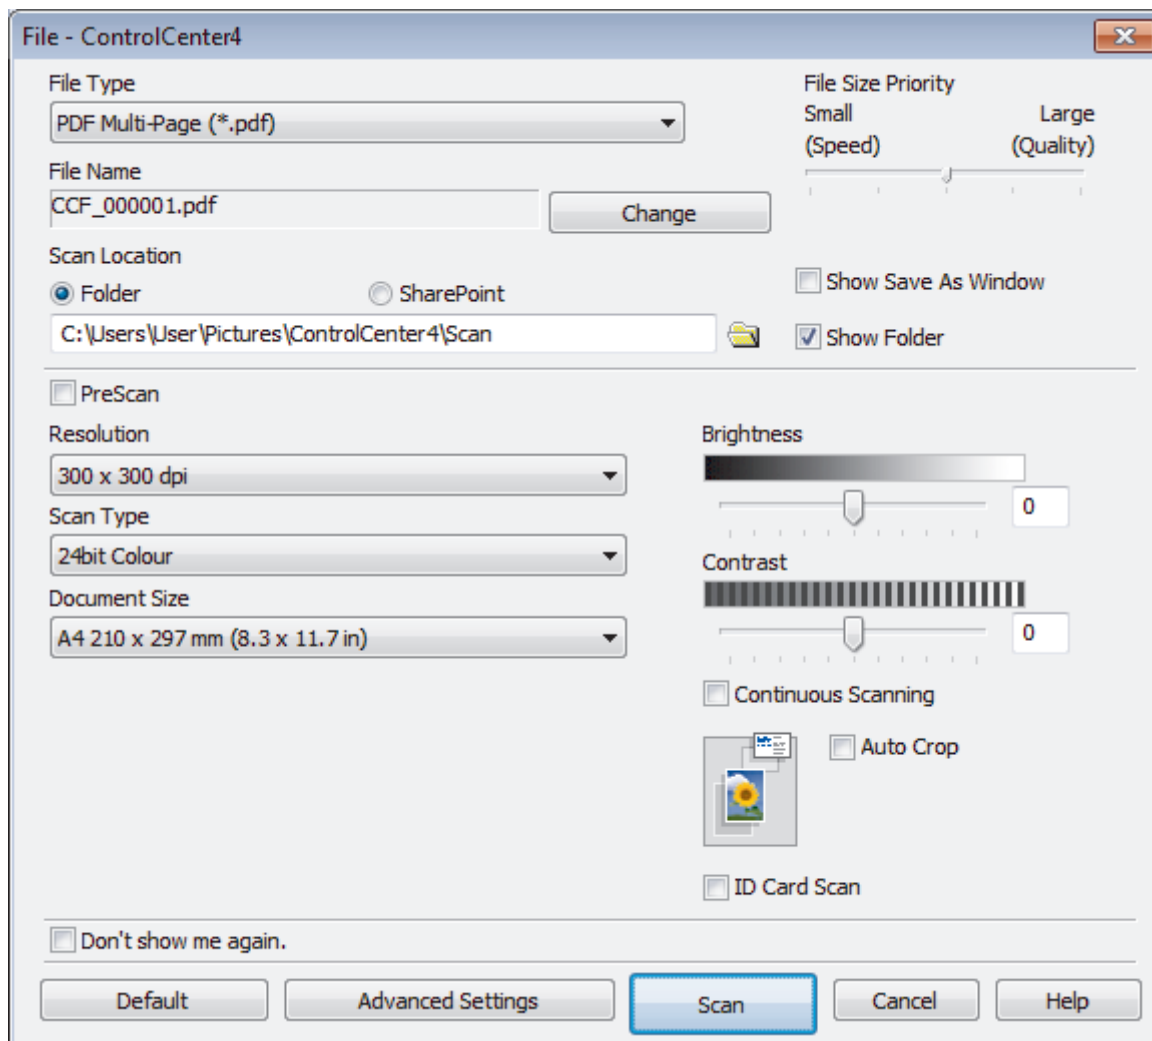 File - ControlCenter4
File Type
PDF Multi-Page (*.pdf)
File Size Priority
Small Large
(Speed) (Quality)
File Name
CCF_000001.pdf
Change
Scan Location
Folder
SharePoint
C:\Users\User\Pictures\ControlCenter4\Scan
Show Save As Window
Show Folder
PreScan
Resolution
300 x 300 dpi
Scan Type
24bit Colour
Document Size
A4 210 x 297 mm (8.3 x 11.7 in)
Brightness
0
Contrast
0
Continuous Scanning
Auto Crop
ID Card Scan
Don't show me again.
Default
Advanced Settings
Scan
Cancel
Help